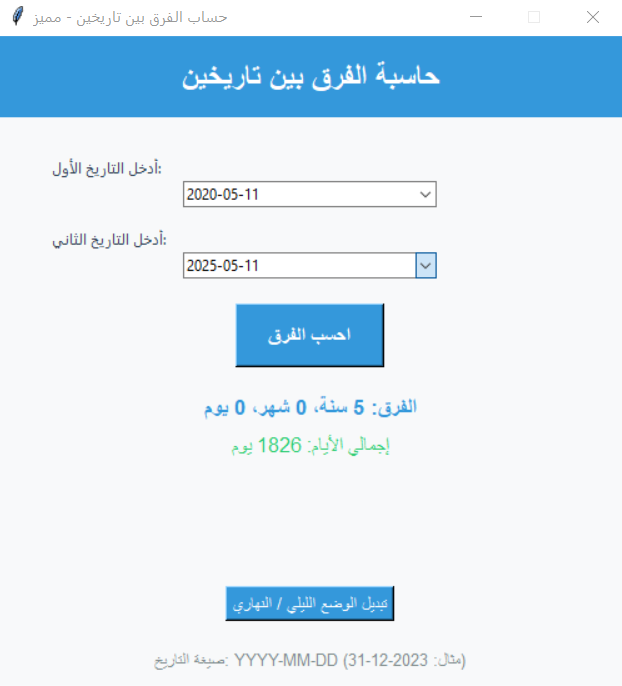 حساب الفرق بين تاريخين - مميز
حاسبة الفرق بين تاريخين
أدخل التاريخ الأول:
2020-05-11
أدخل التاريخ الثاني:
2025-05-11
احسب الفرق
الفرق: 5 سنة، 0 شهر، 0 يوم
إجمالي الأيام: 1826 يوم
تبديل الوضع الليلي / النهاري
صيغة التاريخ: YYYY-MM-DD (مثال: 2023-12-31)